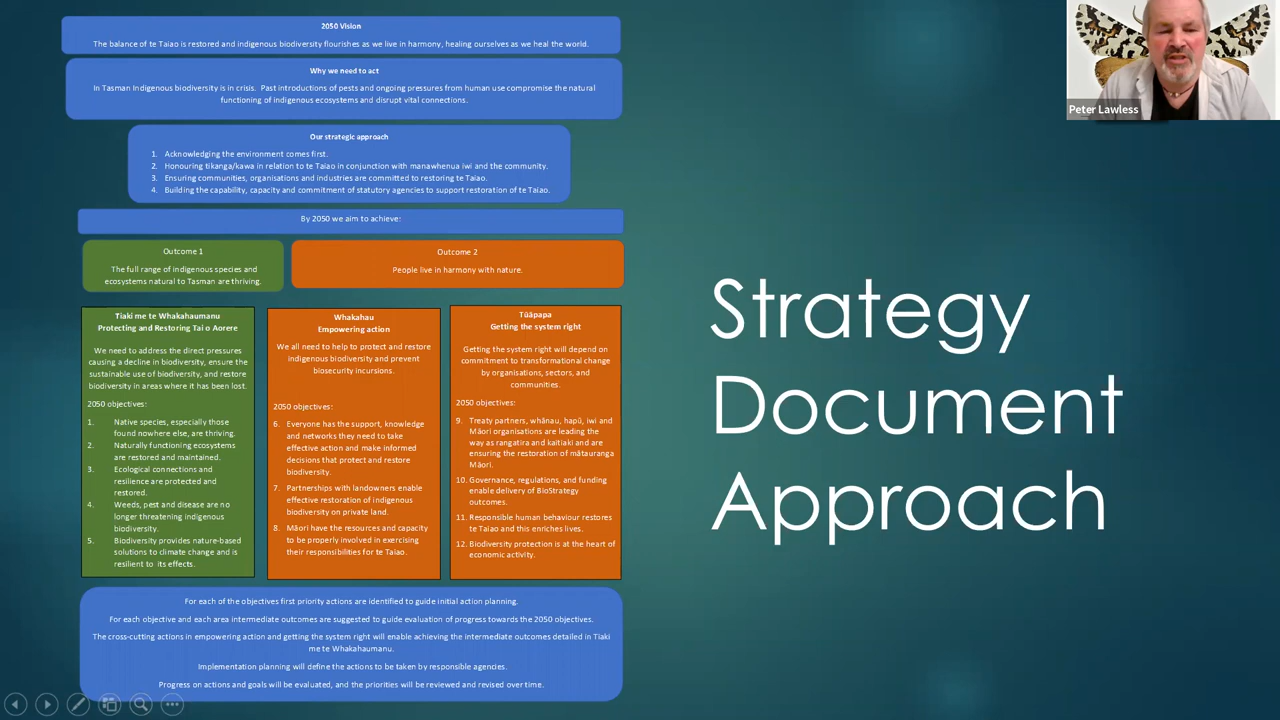 2050 Vision
The balance of te Taiao is restored and indigenous biodiversity flourishes as we live in harmony, healing ourselves as we heal the world.
Why we need to act
In Tasman Indigenous biodiversity is in crisis. Past introductions of pests and ongoing pressures from human use compromise the natural
functioning of indigenous ecosystems and disrupt vital connections.
Our strategic approach
1. Acknowledging the environment comes first.
2. Honouring tikanga/kawa in relation to te Taiao in conjunction with manawhenua iwi and the community.
3. Ensuring communities, organisations and industries are committed to restoring te Taiao.
4. Building the capability, capacity and commitment of statutory agencies to support restoration of te Taiao.
By 2050 we aim to achieve:
Outcome 1
The full range of indigenous species and
ecosystems natural to Tasman are thriving.
Outcome 2
People live in harmony with nature.
Tiaki me te Whakahaumanu
Protecting and Restoring Tai o Aorere
We need to address the direct pressures
causing a decline in biodiversity, ensure the
sustainable use of biodiversity, and restore
biodiversity in areas where it has been lost.
2050 objectives:
1. Native species, especially those
found nowhere else, are thriving.
2. Naturally functioning ecosystems
are restored and maintained.
3. Ecological connections and
resilience are protected and
restored.
4. Weeds, pest and disease are no
longer threatening indigenous
biodiversity.
5. Biodiversity provides nature-based
solutions to climate change and is
resilient to its effects.
Whakahau
Empowering action
We all need to help to protect and restore
indigenous biodiversity and prevent
biosecurity incursions.
2050 objectives:
6. Everyone has the support, knowledge
and networks they need to take
effective action and make informed
decisions that protect and restore
biodiversity.
7. Partnerships with landowners enable
effective restoration of indigenous
biodiversity on private land.
8. Māori have the resources and capacity
to be properly involved in exercising
their responsibilities for te Taiao.
Tūāpapa
Getting the system right
Getting the system right will depend on
commitment to transformational change
by organisations, sectors, and
communities.
2050 objectives:
9. Treaty partners, whānau, hapū, iwi and
Māori organisations are leading the
way as rangatira and kaitiaki and are
ensuring the restoration of mātauranga
Māori.
10. Governance, regulations, and funding
enable delivery of BioStrategy
outcomes.
11. Responsible human behaviour restores
te Taiao and this enriches lives.
12. Biodiversity protection is at the heart of
economic activity.
For each of the objectives first priority actions are identified to guide initial action planning.
For each objective and each area intermediate outcomes are suggested to guide evaluation of progress towards the 2050 objectives.
The cross-cutting actions in empowering action and getting the system right will enable achieving the intermediate outcomes detailed in Tiaki
me te Whakahaumanu.
Implementation planning will define the actions to be taken by responsible agencies.
Progress on actions and goals will be evaluated, and the priorities will be reviewed and revised over time.
Strategy
Document
Approach
Peter Lawless